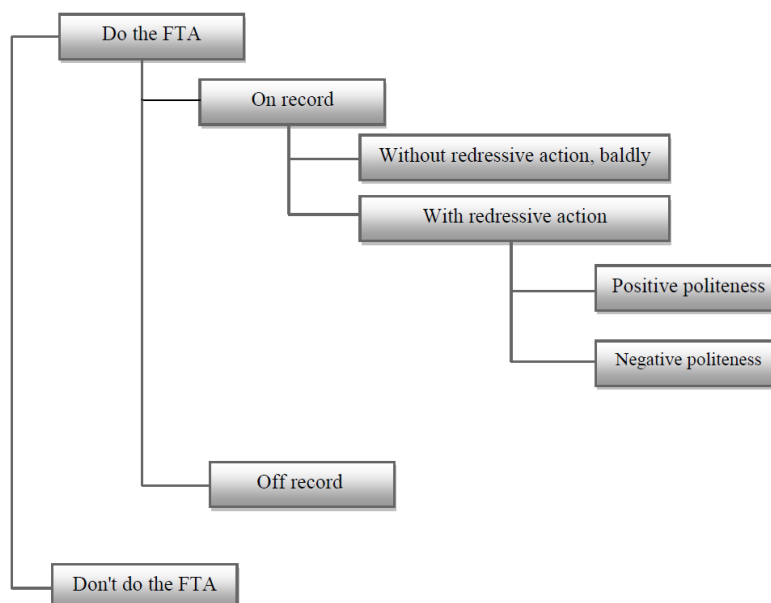 Do the FTA
On record
Without redressive action, baldly
With redressive action
Positive politeness
Negative politeness
Off record
Don't do the FTA